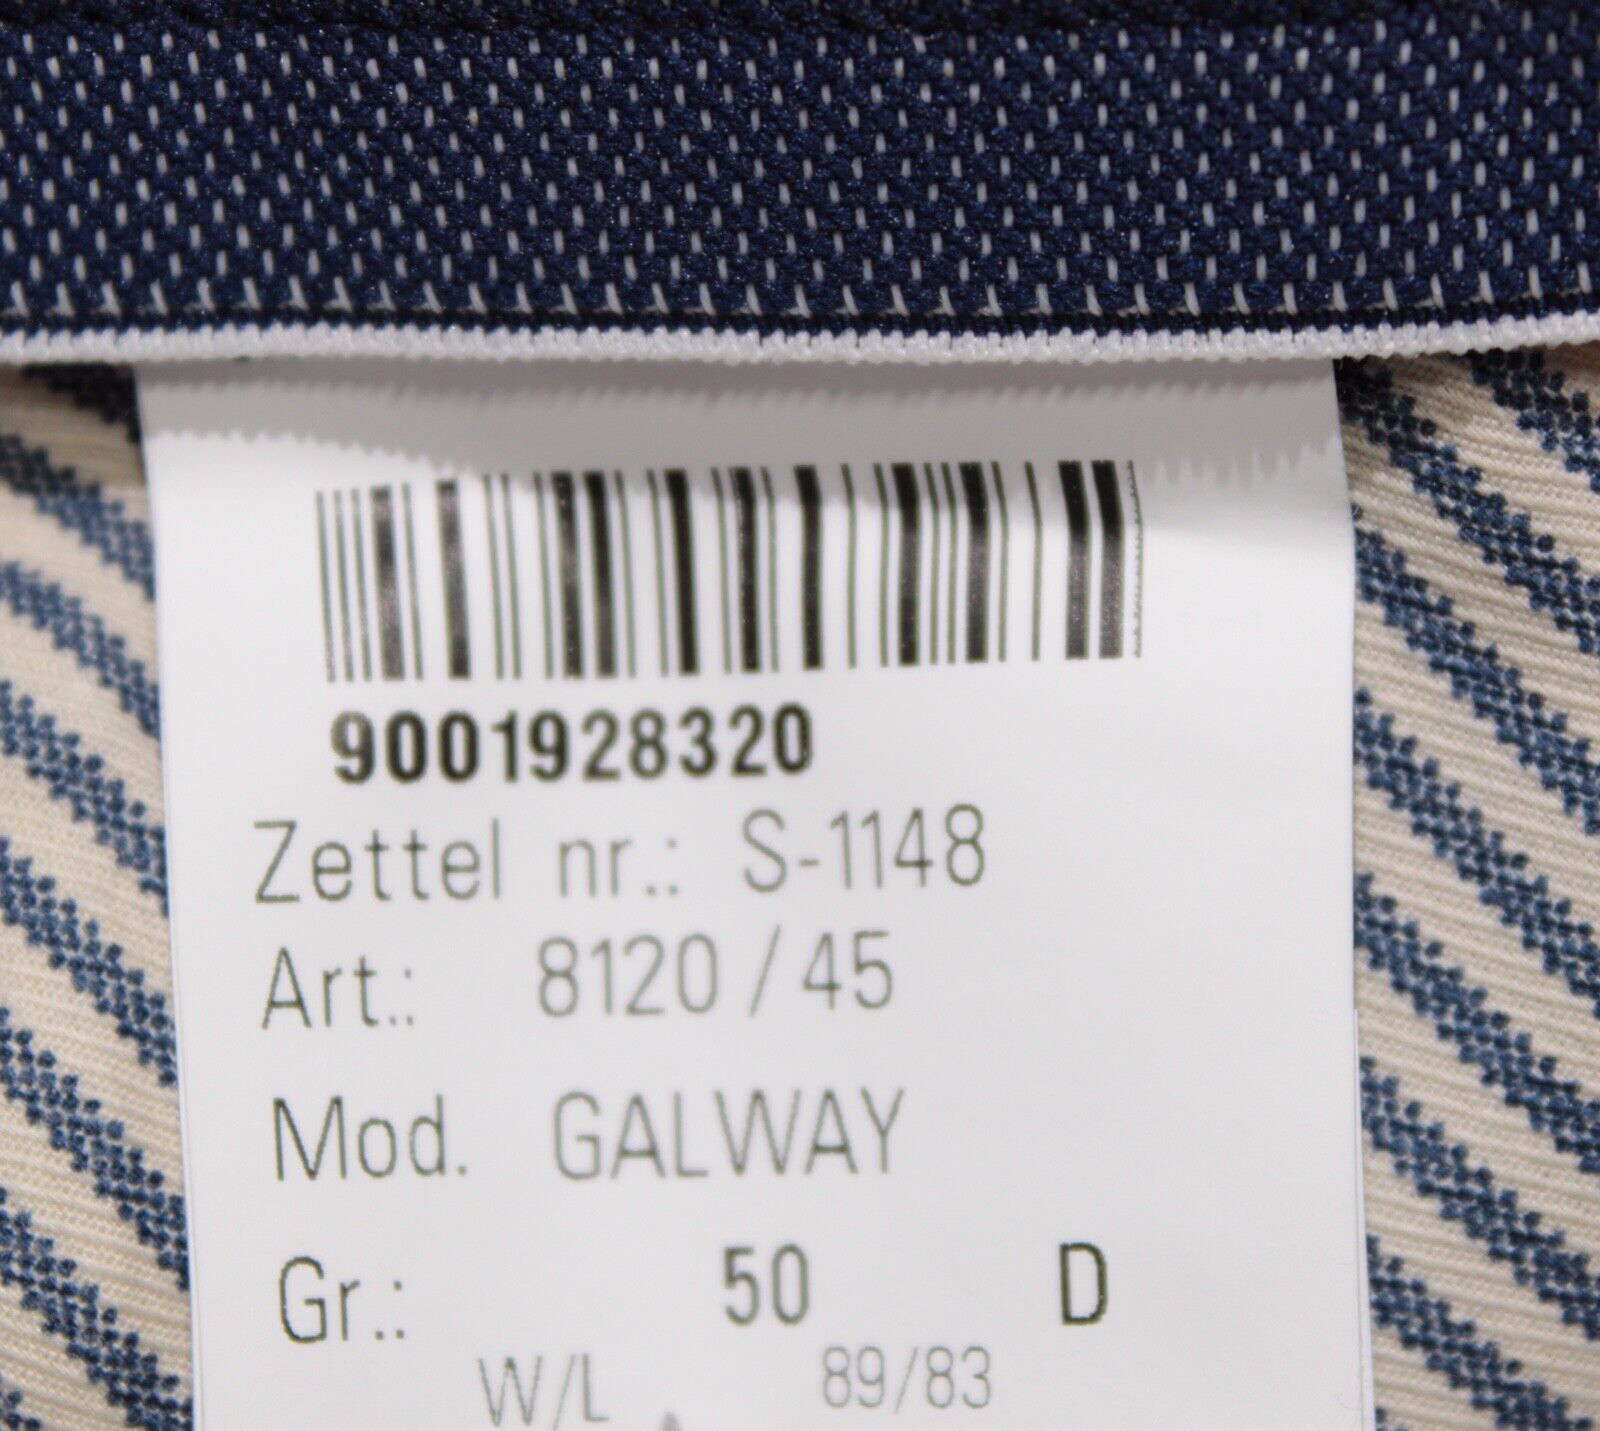 9001928320
Zettel nr.: S-1148
Art.: 8120 / 45
Mod. GALWAY
Gr.: 50 D
W/L 89/83